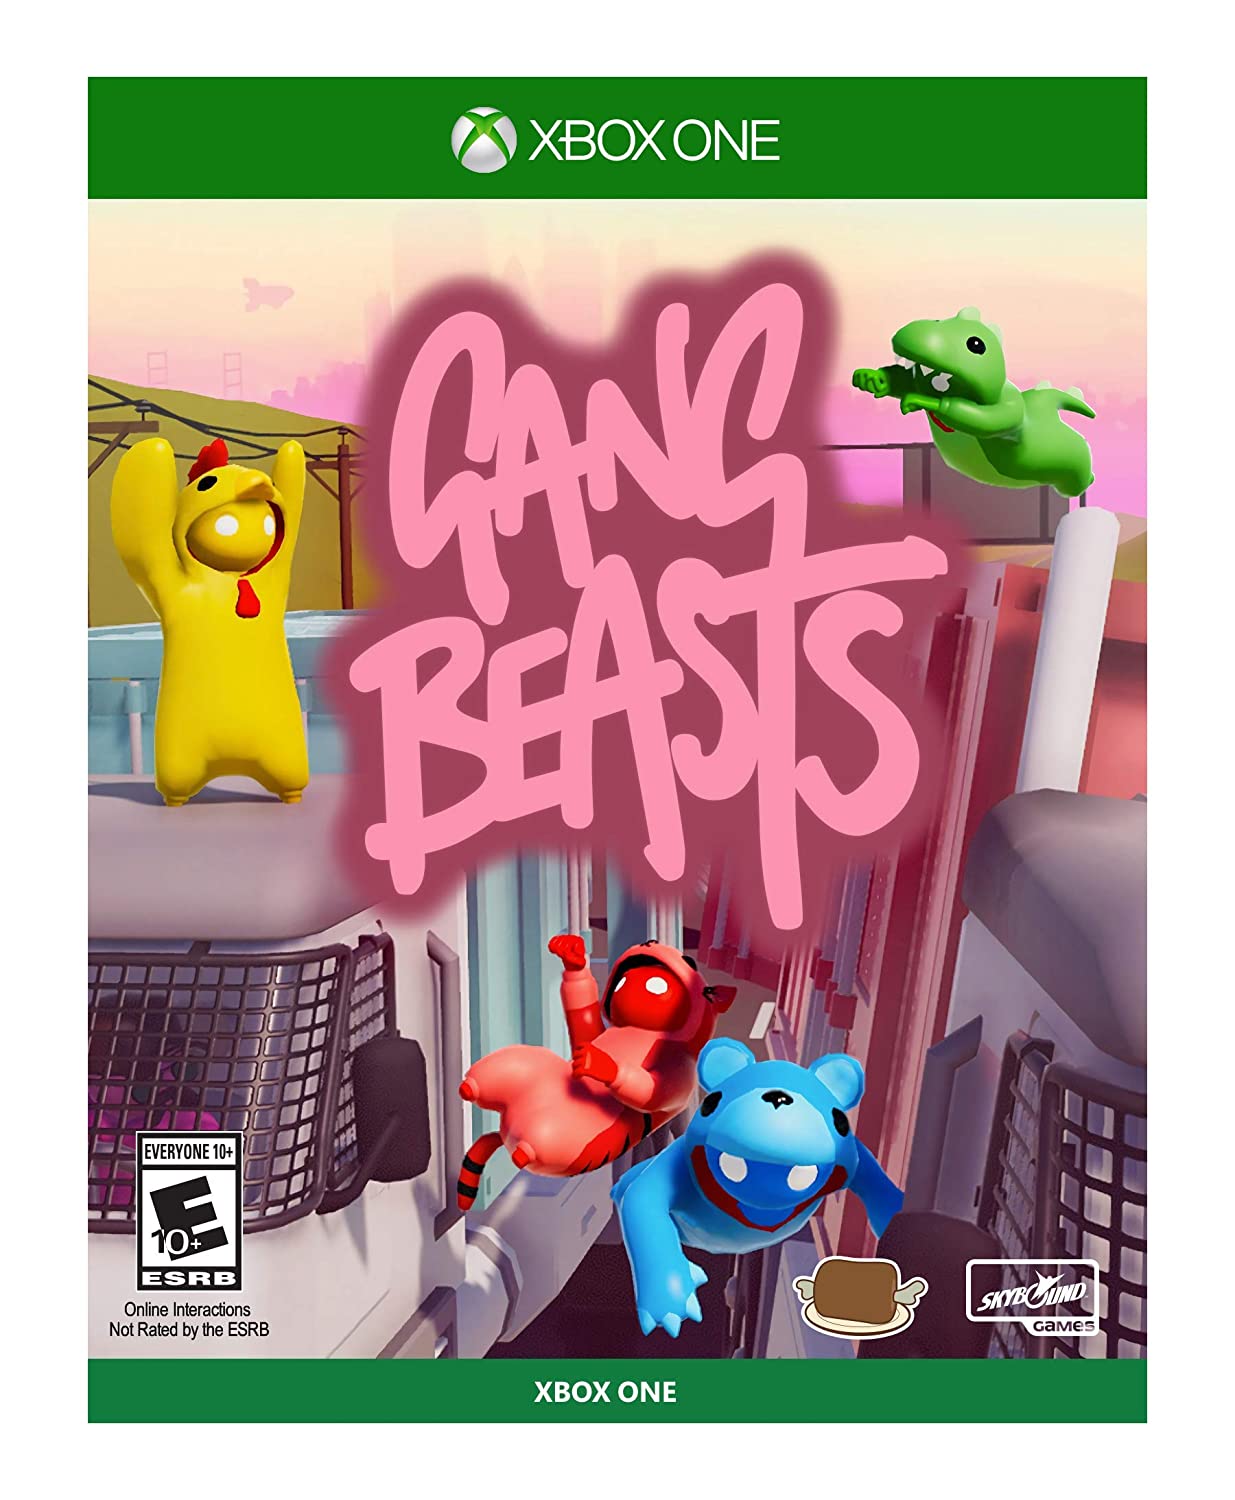 XBOX ONE
GANG
BEASTS
EVERYONE 10+
E
10+
ESRB
Online Interactions
Not Rated by the ESRB
SKYBOUND
GAMES
XBOX ONE